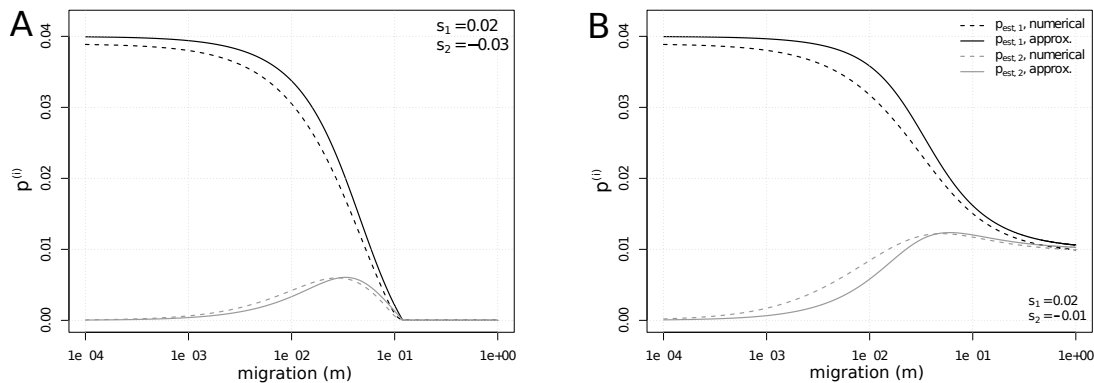 A
s1 =0.02
s2 =−0.03
0.04
0.03
0.02
0.01
0.00
p(i)
1e 04
1e 03
1e 02
1e 01
1e+00
migration (m)
B
pest, 1, numerical
pest, 1, approx.
pest, 2, numerical
pest, 2, approx.
0.04
0.03
0.02
0.01
0.00
p(i)
s1 =0.02
s2 =−0.01
1e 04
1e 03
1e 02
1e 01
1e+00
migration (m)